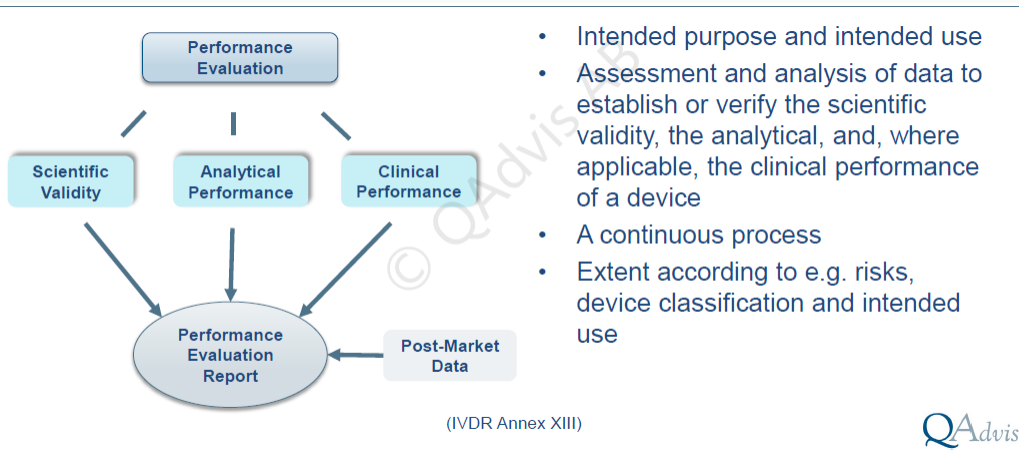 Performance
Evaluation
Scientific
Validity
Analytical
Performance
Clinical
Performance
Performance
Evaluation
Report
Post-Market
Data
• Intended purpose and intended use
• Assessment and analysis of data to
establish or verify the scientific
validity, the analytical, and, where
applicable, the clinical performance
of a device
• A continuous process
• Extent according to e.g. risks,
device classification and intended
use
(IVDR Annex XIII)
© QAdvis AB
QAdvis